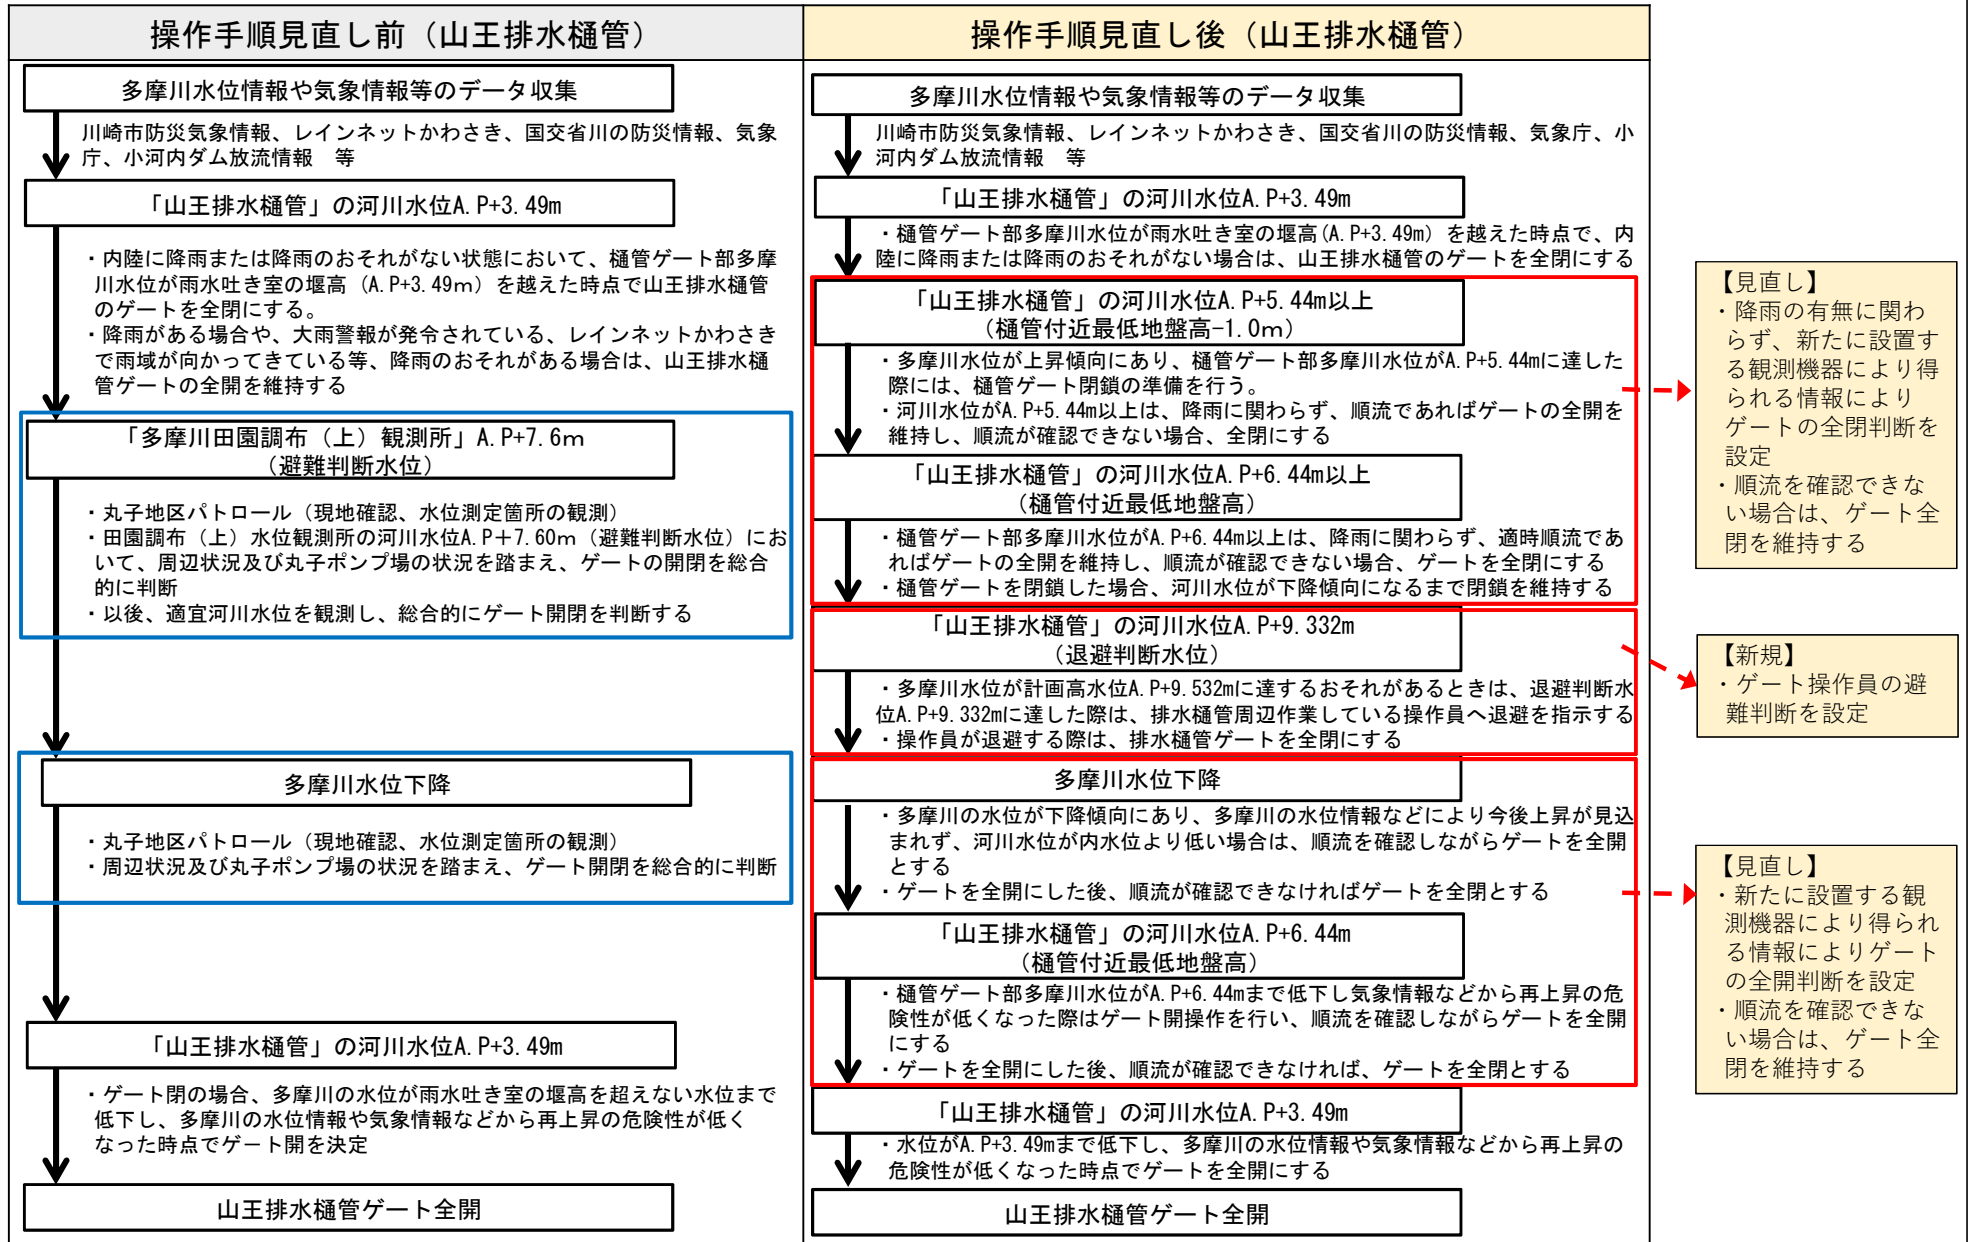 操作手順見直し前（山王排水樋管）
多摩川水位情報や気象情報等のデータ収集
川崎市防災気象情報、レインネットかわさき、国交省川の防災情報、気象
庁、小河内ダム放流情報　等
「山王排水樋管」の河川水位A.P+3.49m
・内陸に降雨または降雨のおそれがない状態において、樋管ゲート部多摩
川水位が雨水吐き室の堰高（A.P+3.49ｍ）を越えた時点で山王排水樋管
のゲートを全閉にする。
・降雨がある場合や、大雨警報が発令されている、レインネットかわさき
で雨域が向かってきている等、降雨のおそれがある場合は、山王排水樋
管ゲートの全開を維持する
「多摩川田園調布（上）観測所」A.P+7.6ｍ
（避難判断水位）
・丸子地区パトロール（現地確認、水位測定箇所の観測）
・田園調布（上）水位観測所の河川水位A.P＋7.60ｍ（避難判断水位）にお
いて、周辺状況及び丸子ポンプ場の状況を踏まえ、ゲートの開閉を総合
的に判断
・以後、適宜河川水位を観測し、総合的にゲート開閉を判断する
多摩川水位下降
・丸子地区パトロール（現地確認、水位測定箇所の観測）
・周辺状況及び丸子ポンプ場の状況を踏まえ、ゲート開閉を総合的に判断
「山王排水樋管」の河川水位A.P+3.49m
・ゲート閉の場合、多摩川の水位が雨水吐き室の堰高を超えない水位まで
低下し、多摩川の水位情報や気象情報などから再上昇の危険性が低く
なった時点でゲート開を決定
山王排水樋管ゲート全開
操作手順見直し後（山王排水樋管）
多摩川水位情報や気象情報等のデータ収集
川崎市防災気象情報、レインネットかわさき、国交省川の防災情報、気象庁、小
河内ダム放流情報　等
「山王排水樋管」の河川水位A.P+3.49m
・樋管ゲート部多摩川水位が雨水吐き室の堰高(A.P+3.49m）を越えた時点で、内
陸に降雨または降雨のおそれがない場合は、山王排水樋管のゲートを全閉にする
「山王排水樋管」の河川水位A.P+5.44m以上
（樋管付近最低地盤高-1.0ｍ）
・多摩川水位が上昇傾向にあり、樋管ゲート部多摩川水位がA.P+5.44mに達した
際には、樋管ゲート閉鎖の準備を行う。
・河川水位がA.P+5.44m以上は、降雨に関わらず、順流であればゲートの全開を
維持し、順流が確認できない場合、全閉にする
「山王排水樋管」の河川水位A.P+6.44m以上
（樋管付近最低地盤高）
・樋管ゲート部多摩川水位がA.P+6.44m以上は、降雨に関わらず、適時順流であ
ればゲートの全開を維持し、順流が確認できない場合、ゲートを全閉にする
・樋管ゲートを閉鎖した場合、河川水位が下降傾向になるまで閉鎖を維持する
「山王排水樋管」の河川水位A.P+9.332m
（退避判断水位）
・多摩川水位が計画高水位A.P+9.532mに達するおそれがあるときは、退避判断水
位A.P+9.332mに達した際は、排水樋管周辺作業している操作員へ退避を指示する
・操作員が退避する際は、排水樋管ゲートを全閉にする
多摩川水位下降
・多摩川の水位が下降傾向にあり、多摩川の水位情報などにより今後上昇が見込
まれず、河川水位が内水位より低い場合は、順流を確認しながらゲートを全開
とする
・ゲートを全開にした後、順流が確認できなければゲートを全閉とする
「山王排水樋管」の河川水位A.P+6.44m
（樋管付近最低地盤高）
・樋管ゲート部多摩川水位がA.P+6.44mまで低下し気象情報などから再上昇の危
険性が低くなった際はゲート開操作を行い、順流を確認しながらゲートを全開
にする
・ゲートを全開にした後、順流が確認できなければ、ゲートを全閉とする
「山王排水樋管」の河川水位A.P+3.49m
・水位がA.P+3.49mまで低下し、多摩川の水位情報や気象情報などから再上昇の
危険性が低くなった時点でゲートを全開にする
山王排水樋管ゲート全開
【見直し】
・降雨の有無に関わ
らず、新たに設置す
る観測機器により得
られる情報により
ゲートの全閉判断を
設定
・順流を確認できな
い場合は、ゲート全
閉を維持する
【新規】
・ゲート操作員の避
難判断を設定
【見直し】
・新たに設置する観
測機器により得られ
る情報によりゲート
の全開判断を設定
・順流を確認できな
い場合は、ゲート全
閉を維持する